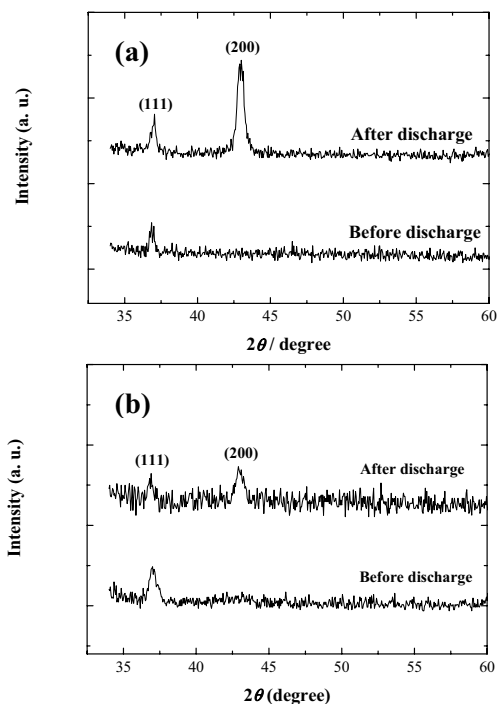 (a)
(200)
(111)
After discharge
Before discharge
Intensity (a. u.)
35 40 45 50 55 60
2θ / degree
(b)
(200)
(111)
After discharge
Before discharge
Intensity (a. u.)
35 40 45 50 55 60
2θ (degree)